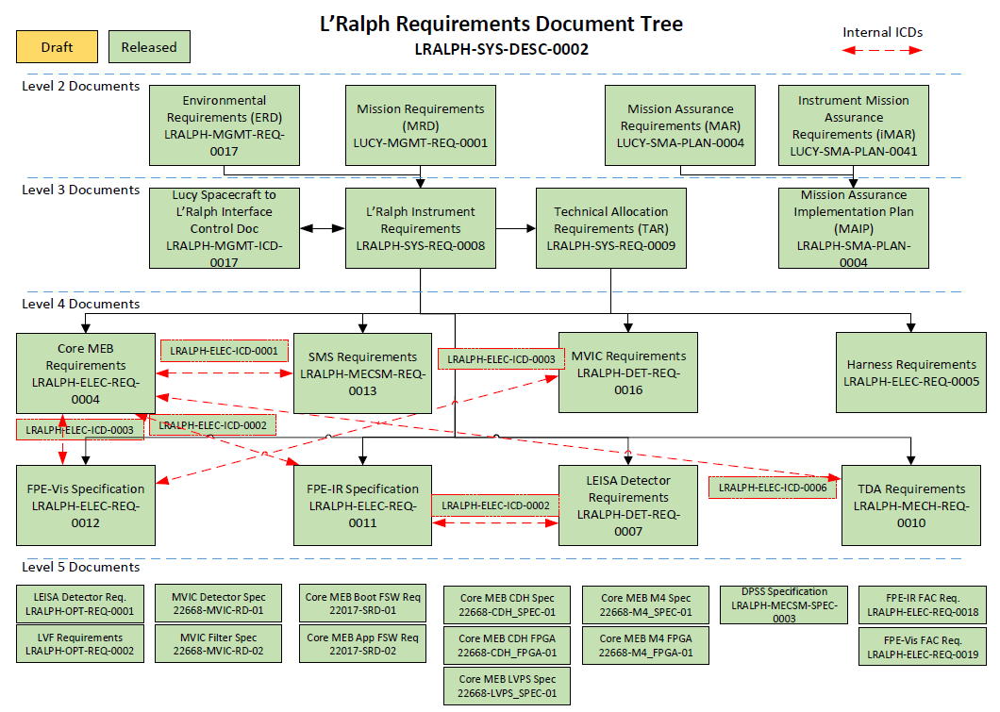 L'Ralph Requirements Document Tree
LRALPH-SYS-DESC-0002
Draft
Released
Internal ICDs
Level 2 Documents
Environmental
Requirements (ERD)
LRALPH-MGMT-REQ-
0017
Mission Requirements
(MRD)
LUCY-MGMT-REQ-0001
Mission Assurance
Requirements (MAR)
LUCY-SMA-PLAN-0004
Instrument Mission
Assurance
Requirements (iMAR)
LUCY-SMA-PLAN-0041
Level 3 Documents
Lucy Spacecraft to
L'Ralph Interface
Control Doc
LRALPH-MGMT-ICD-
0017
L'Ralph Instrument
Requirements
LRALPH-SYS-REQ-0008
Technical Allocation
Requirements (TAR)
LRALPH-SYS-REQ-0009
Mission Assurance
Implementation Plan
(MAIP)
LRALPH-SMA-PLAN-
0004
Level 4 Documents
Core MEB
Requirements
LRALPH-ELEC-REQ-
0004
LRALPH-ELEC-ICD-0001
SMS Requirements
LRALPH-MECSM-REQ-
0013
LRALPH-ELEC-ICD-0003
MVIC Requirements
LRALPH-DET-REQ-
0016
Harness Requirements
LRALPH-ELEC-REQ-0005
LRALPH-ELEC-ICD-0003
LRALPH-ELEC-ICD-0002
FPE-Vis Specification
LRALPH-ELEC-REQ-
0012
FPE-IR Specification
LRALPH-ELEC-REQ-
0011
LRALPH-ELEC-ICD-0002
LEISA Detector
Requirements
LRALPH-DET-REQ-
0007
LRALPH-ELEC-ICD-0006
TDA Requirements
LRALPH-MECH-REQ-
0010
Level 5 Documents
LEISA Detector Req.
LRALPH-OPT-REQ-0001
LVF Requirements
LRALPH-OPT-REQ-0002
MVIC Detector Spec
22668-MVIC-RD-01
MVIC Filter Spec
22668-MVIC-RD-02
Core MEB Boot FSW Req
22017-SRD-01
Core MEB App FSW Req
22017-SRD-02
Core MEB CDH Spec
22668-CDH_SPEC-01
Core MEB CDH FPGA
22668-CDH_FPGA-01
Core MEB LVPS Spec
22668-LVPS_SPEC-01
Core MEB M4 Spec
22668-M4_SPEC-01
Core MEB M4 FPGA
22668-M4_FPGA-01
DPSS Specification
LRALPH-MECSM-SPEC-
0003
FPE-IR FAC Req.
LRALPH-ELEC-REQ-0018
FPE-Vis FAC Req.
LRALPH-ELEC-REQ-0019